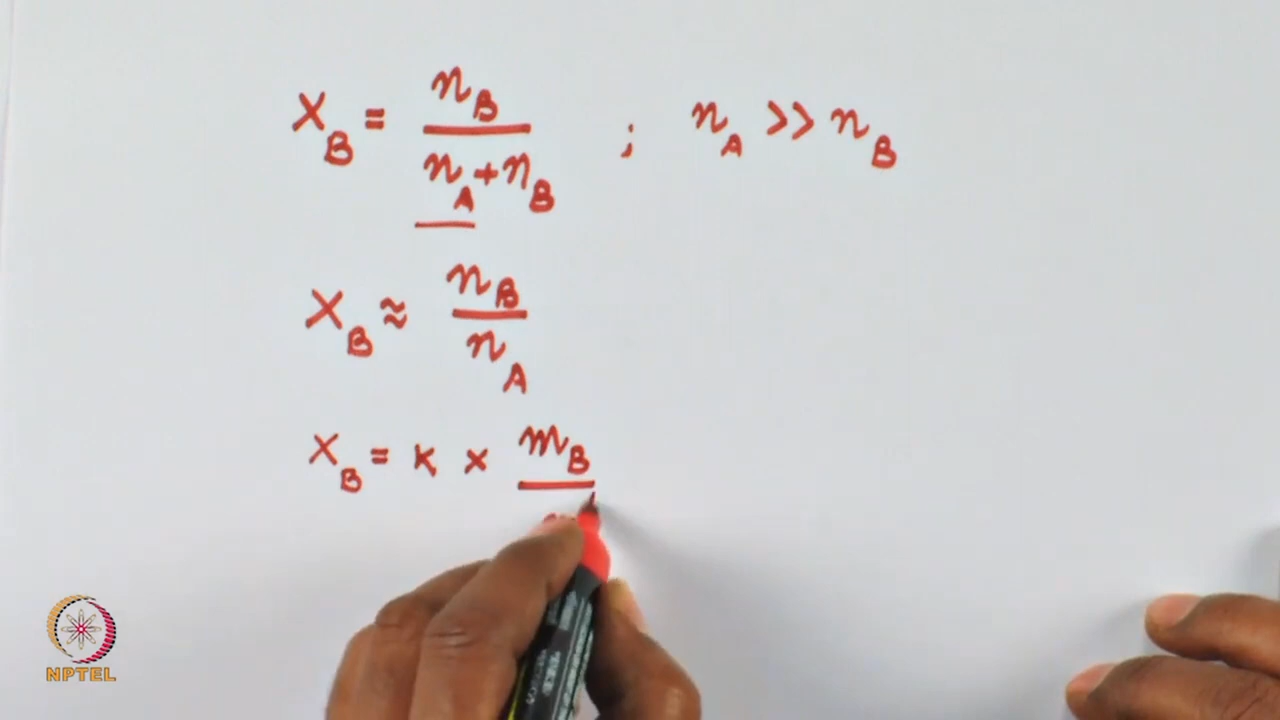 X_B = n_B / (n_A + n_B) ; n_A >> n_B
X_B ≈ n_B / n_A
X_B = K × m_B /
NPTEL